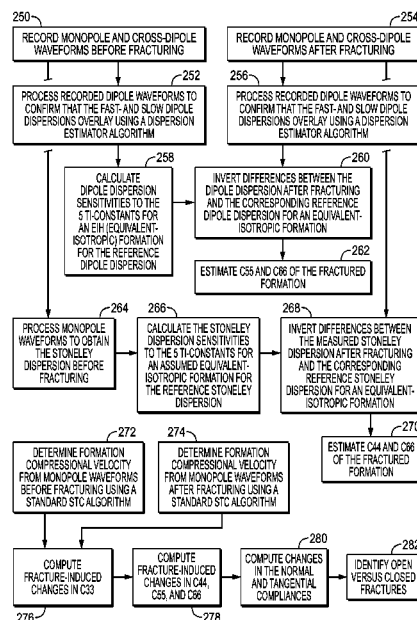 250
254
RECORD MONOPOLE AND CROSS-DIPOLE
WAVEFORMS BEFORE FRACTURING
RECORD MONOPOLE AND CROSS-DIPOLE
WAVEFORMS AFTER FRACTURING
252
256
PROCESS RECORDED DIPOLE WAVEFORMS TO
CONFIRM THAT THE FAST- AND SLOW DIPOLE
DISPERSIONS OVERLAY USING A DISPERSION
ESTIMATOR ALGORITHM
PROCESS RECORDED DIPOLE WAVEFORMS TO
CONFIRM THAT THE FAST- AND SLOW DIPOLE
DISPERSIONS OVERLAY USING A DISPERSION
ESTIMATOR ALGORITHM
258
260
CALCULATE
DIPOLE DISPERSION
SENSITIVITIES TO THE
5 TI-CONSTANTS FOR
AN EIH (EQUIVALENT-
ISOTROPIC) FORMATION
FOR THE REFERENCE
DIPOLE DISPERSION
INVERT DIFFERENCES BETWEEN THE
DIPOLE DISPERSION AFTER FRACTURING
AND THE CORRESPONDING REFERENCE
DIPOLE DISPERSION FOR AN EQUIVALENT-
ISOTROPIC FORMATION
262
ESTIMATE C55 AND C66 OF THE
FRACTURED FORMATION
264
266
268
PROCESS MONOPOLE
WAVEFORMS TO OBTAIN
THE STONELEY
DISPERSION BEFORE
FRACTURING
CALCULATE THE STONELEY
DISPERSION SENSITIVITIES
TO THE 5 TI-CONSTANTS FOR
AN ASSUMED EQUIVALENT-
ISOTROPIC FORMATION FOR
THE REFERENCE STONELEY
DISPERSION
INVERT DIFFERENCES BETWEEN
THE MEASURED STONELEY
DISPERSION AFTER FRACTURING
AND THE CORRESPONDING
REFERENCE STONELEY
DISPERSION FOR AN EQUIVALENT-
ISOTROPIC FORMATION
270
ESTIMATE C44 AND C66
OF THE FRACTURED
FORMATION
272
274
DETERMINE FORMATION
COMPRESSIONAL VELOCITY
FROM MONOPOLE WAVEFORMS
BEFORE FRACTURING USING A
STANDARD STC ALGORITHM
DETERMINE FORMATION
COMPRESSIONAL VELOCITY
FROM MONOPOLE WAVEFORMS
AFTER FRACTURING USING A
STANDARD STC ALGORITHM
280
282
COMPUTE
FRACTURE-INDUCED
CHANGES IN C33
COMPUTE
FRACTURE-INDUCED
CHANGES IN C44,
C55, AND C66
COMPUTE CHANGES
IN THE NORMAL
AND TANGENTIAL
COMPLIANCES
IDENTIFY OPEN
VERSUS CLOSED
FRACTURES
276
278